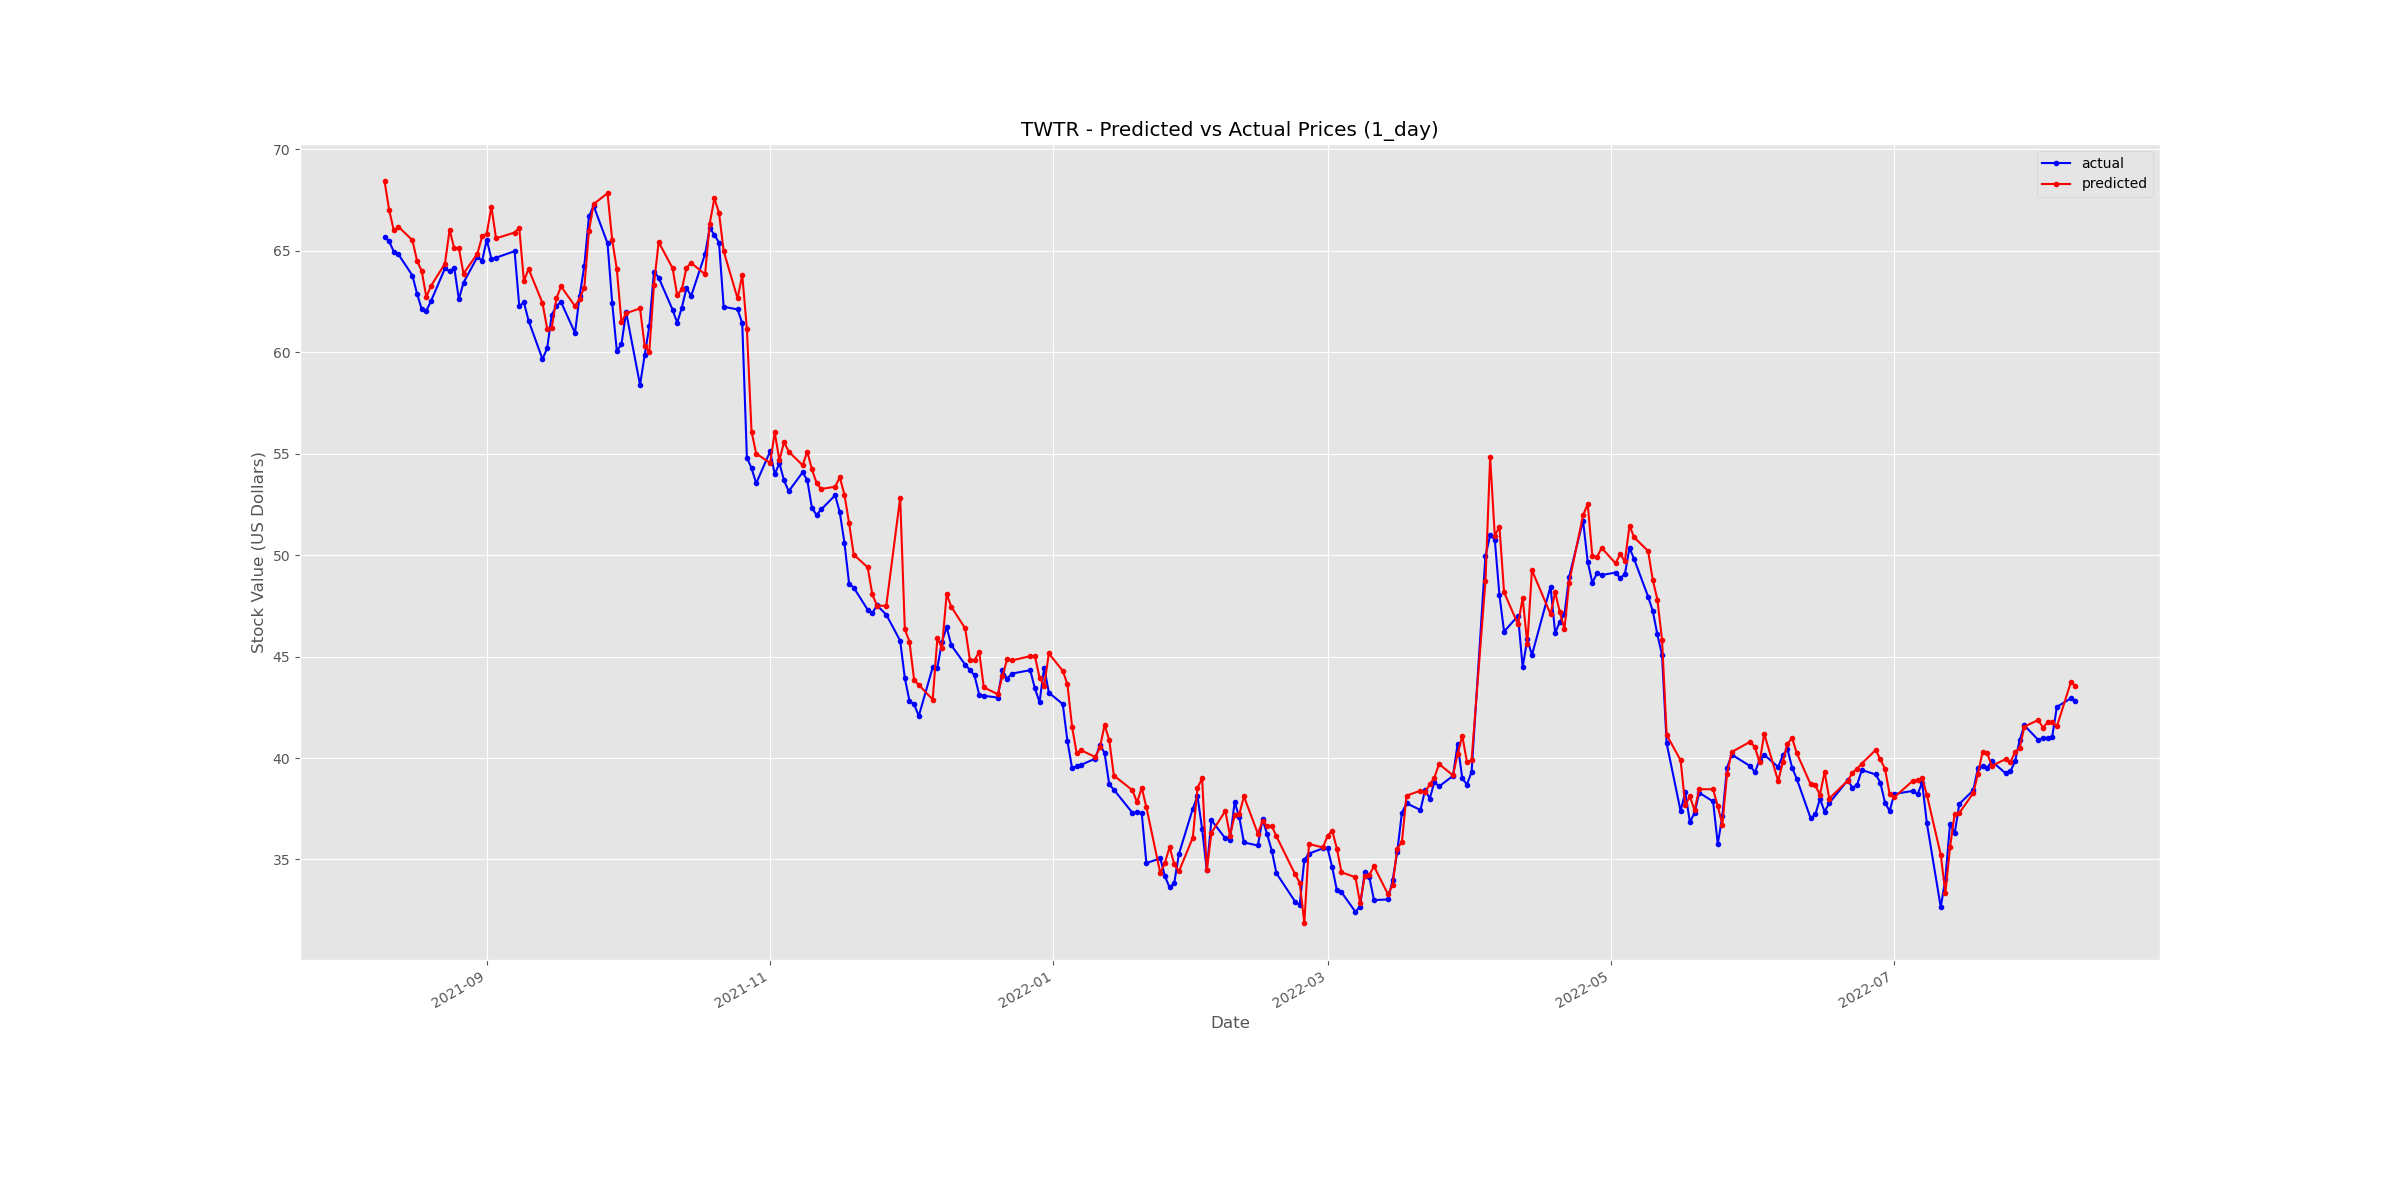 TWTR - Predicted vs Actual Prices (1_day)
actual
predicted
Stock Value (US Dollars)
70
65
60
55
50
45
40
35
2021-09
2021-11
2022-01
2022-03
2022-05
2022-07
Date